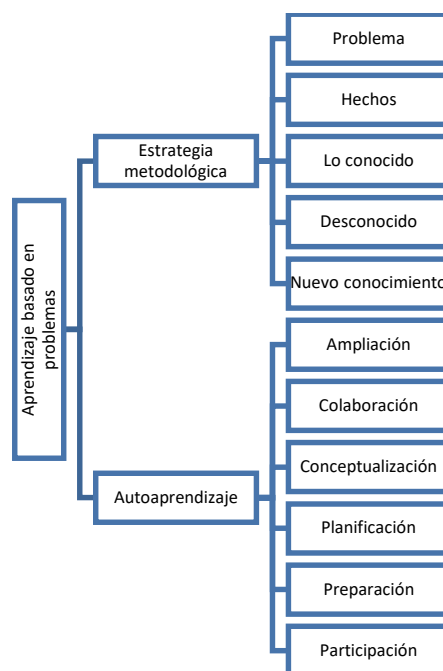 Aprendizaje basado en
problemas
Estrategia
metodológica
Problema
Hechos
Lo conocido
Desconocido
Nuevo conocimiento
Autoaprendizaje
Ampliación
Colaboración
Conceptualización
Planificación
Preparación
Participación